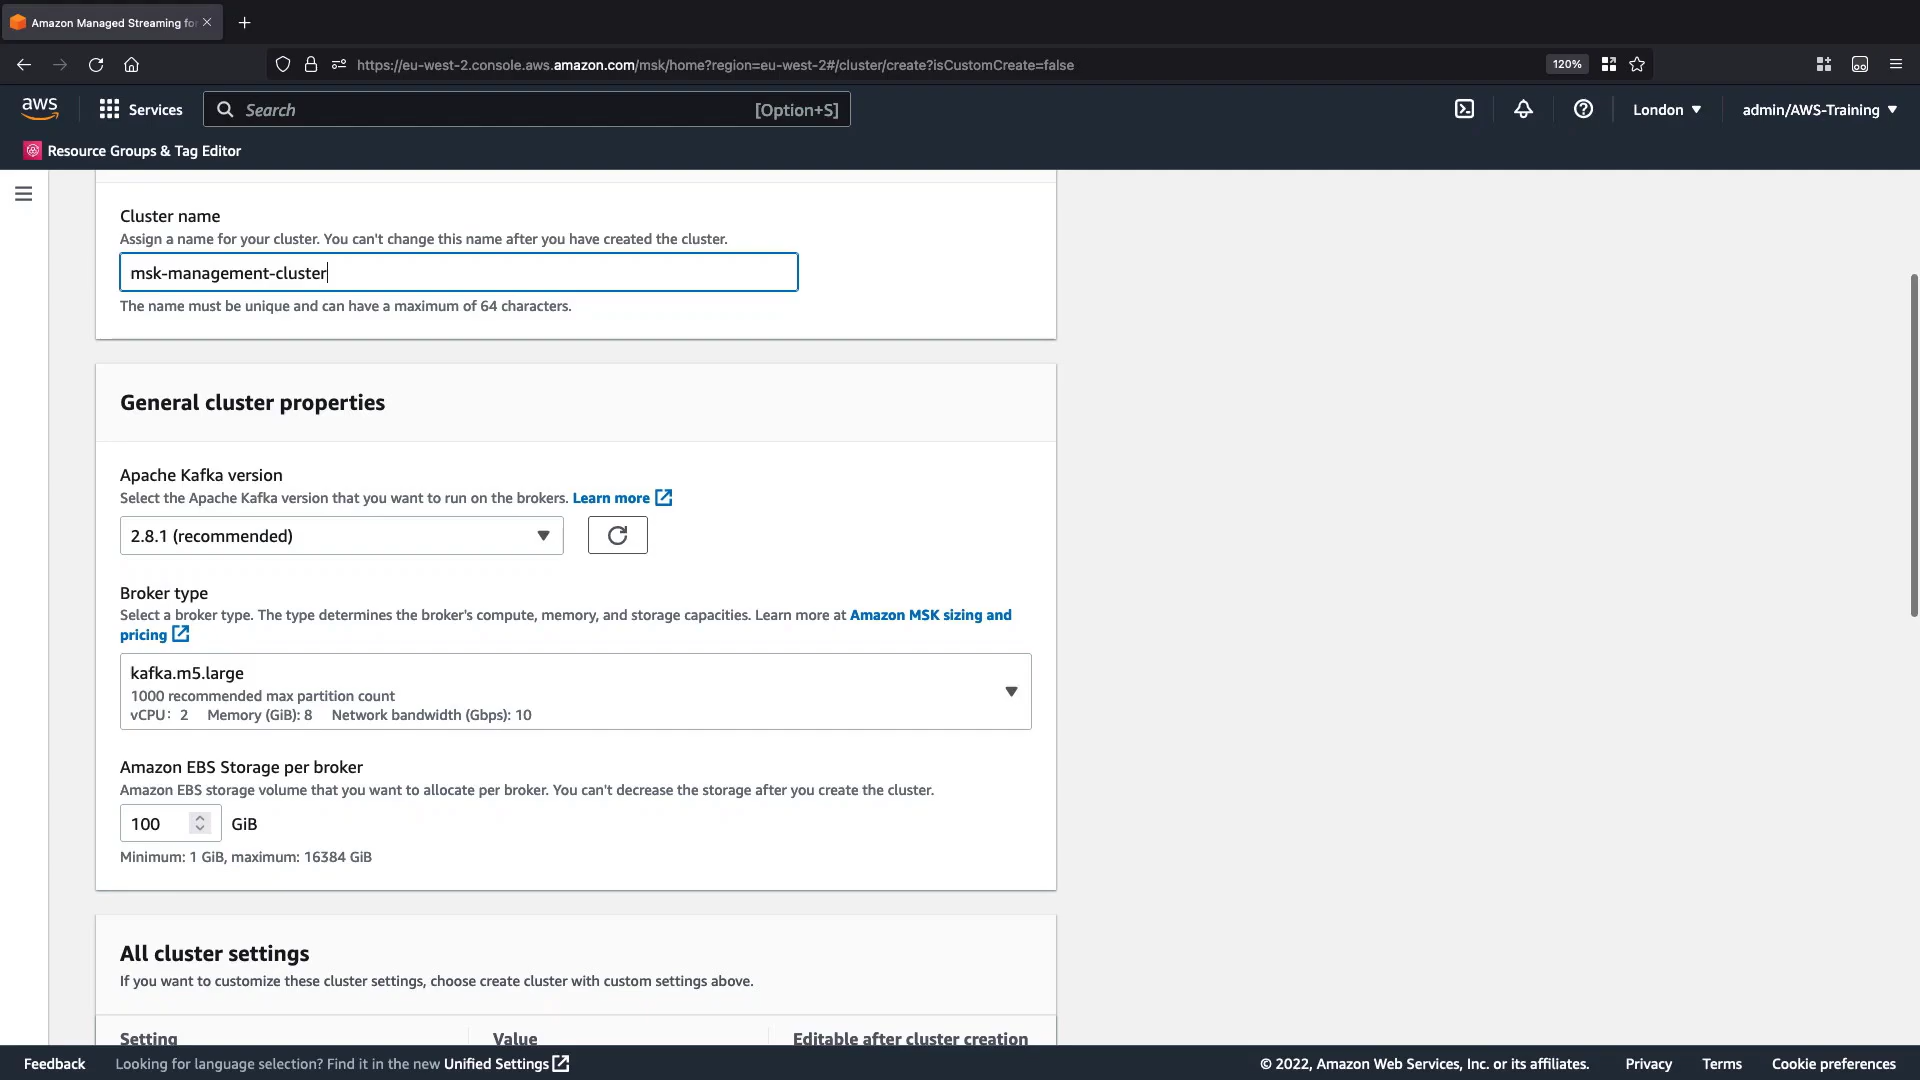 Amazon Managed Streaming for
https://eu-west-2.console.aws.amazon.com/msk/home?region=eu-west-2#/cluster/create?isCustomCreate=false
120%
aws
Services
Search
[Option+S]
London
admin/AWS-Training
Resource Groups & Tag Editor
Cluster name
Assign a name for your cluster. You can't change this name after you have created the cluster.
msk-management-cluster
The name must be unique and can have a maximum of 64 characters.
General cluster properties
Apache Kafka version
Select the Apache Kafka version that you want to run on the brokers. Learn more
2.8.1 (recommended)
Broker type
Select a broker type. The type determines the broker's compute, memory, and storage capacities. Learn more at Amazon MSK sizing and
pricing
kafka.m5.large
1000 recommended max partition count
vCPU: 2 Memory (GiB): 8 Network bandwidth (Gbps): 10
Amazon EBS Storage per broker
Amazon EBS storage volume that you want to allocate per broker. You can't decrease the storage after you create the cluster.
100 GiB
Minimum: 1 GiB, maximum: 16384 GiB
All cluster settings
If you want to customize these cluster settings, choose create cluster with custom settings above.
Setting Value Editable after cluster creation
Feedback Looking for language selection? Find it in the new Unified Settings © 2022, Amazon Web Services, Inc. or its affiliates. Privacy Terms Cookie preferences